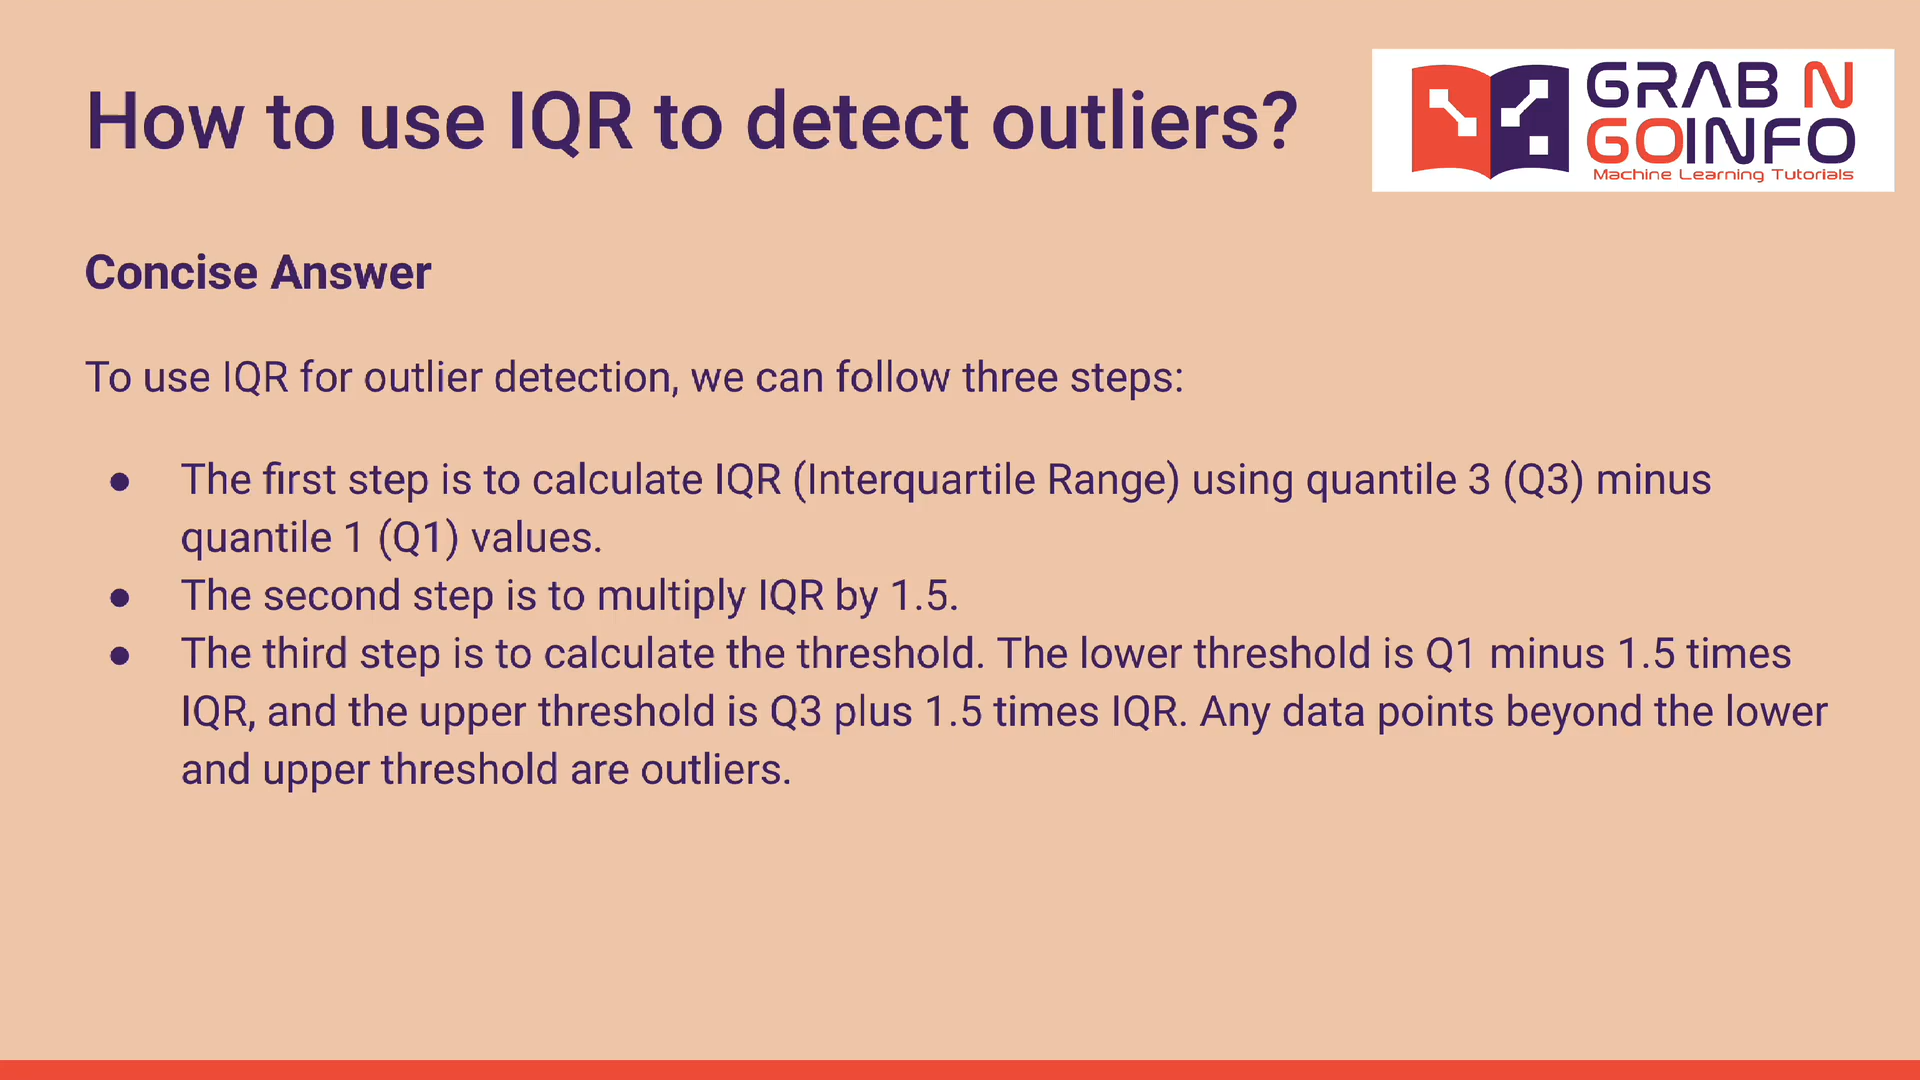 How to use IQR to detect outliers?
GRAB N
GOINFO
Machine Learning Tutorials
Concise Answer
To use IQR for outlier detection, we can follow three steps:
● The first step is to calculate IQR (Interquartile Range) using quantile 3 (Q3) minus
quantile 1 (Q1) values.
● The second step is to multiply IQR by 1.5.
● The third step is to calculate the threshold. The lower threshold is Q1 minus 1.5 times
IQR, and the upper threshold is Q3 plus 1.5 times IQR. Any data points beyond the lower
and upper threshold are outliers.